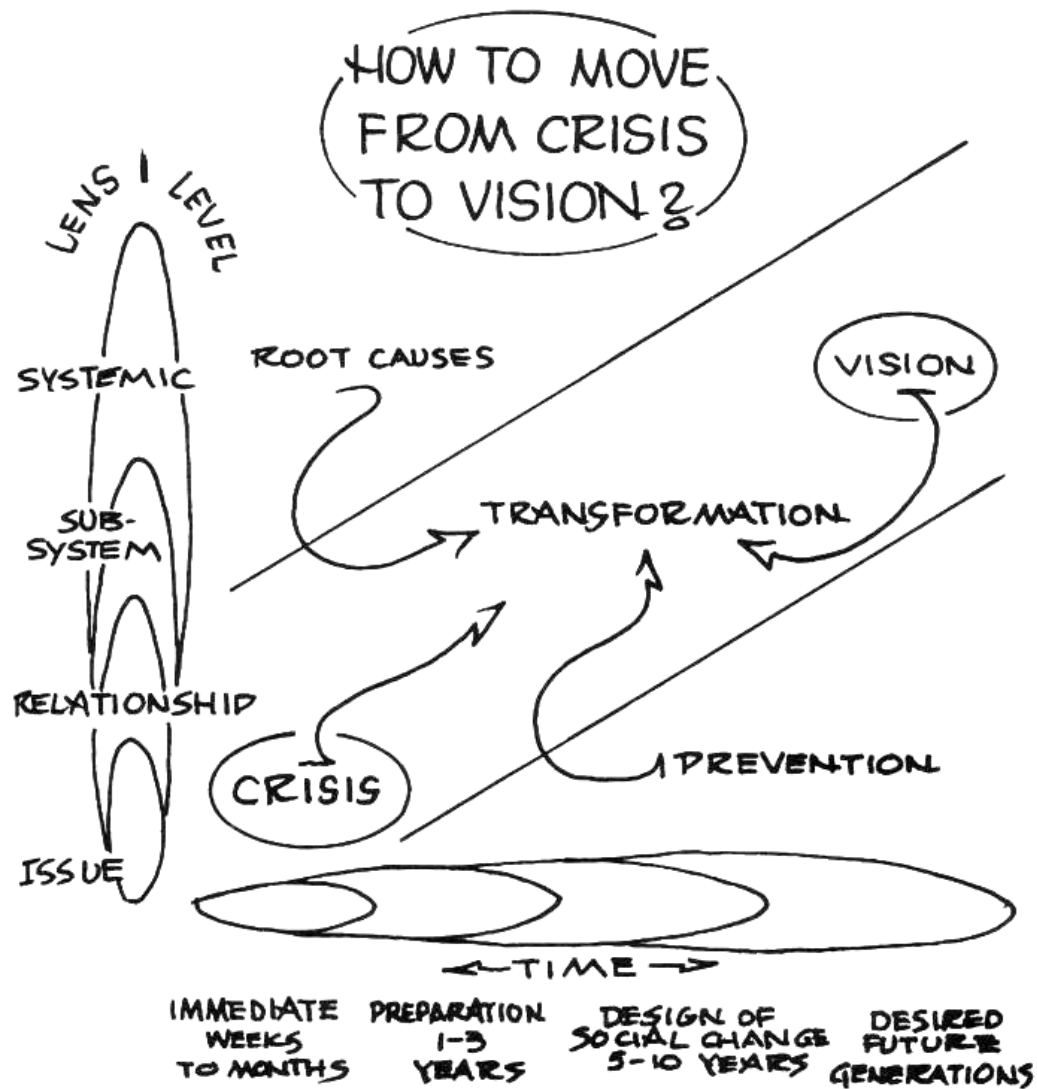 HOW TO MOVE
FROM CRISIS
TO VISION?
LENS | LEVEL
SYSTEMIC
ROOT CAUSES
VISION
SUB-
SYSTEM
TRANSFORMATION
RELATIONSHIP
CRISIS
PREVENTION
ISSUE
← TIME →
IMMEDIATE
WEEKS
TO MONTHS
PREPARATION
1-3
YEARS
DESIGN OF
SOCIAL CHANGE
5-10 YEARS
DESIRED
FUTURE
GENERATIONS